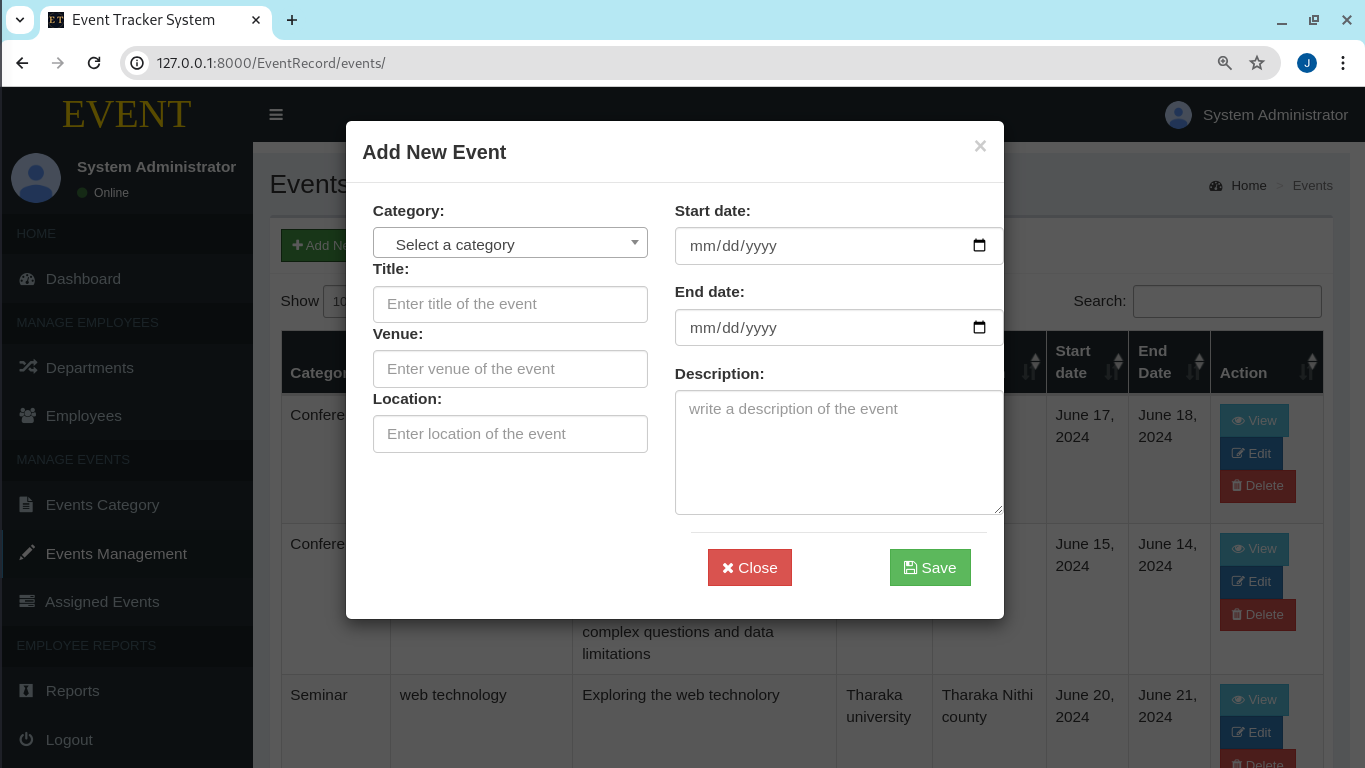 E T
Event Tracker System
127.0.0.1:8000/EventRecord/events/
J
EVENT
System Administrator
System Administrator
Online
HOME
Dashboard
MANAGE EMPLOYEES
Departments
Employees
MANAGE EVENTS
Events Category
Events Management
Assigned Events
EMPLOYEE REPORTS
Reports
Logout
Events
Home > Events
Add Ne
Show 10
Search:
Categor
Start date
End Date
Action
Confere
June 17, 2024
June 18, 2024
View
Edit
Delete
Confere
complex questions and data
limitations
June 15, 2024
June 14, 2024
View
Edit
Delete
Seminar
web technology
Exploring the web technolory
Tharaka university
Tharaka Nithi county
June 20, 2024
June 21, 2024
View
Edit
Delete
Add New Event
×
Category:
Select a category
Title:
Enter title of the event
Venue:
Enter venue of the event
Location:
Enter location of the event
Start date:
mm/dd/yyyy
End date:
mm/dd/yyyy
Description:
write a description of the event
Close
Save